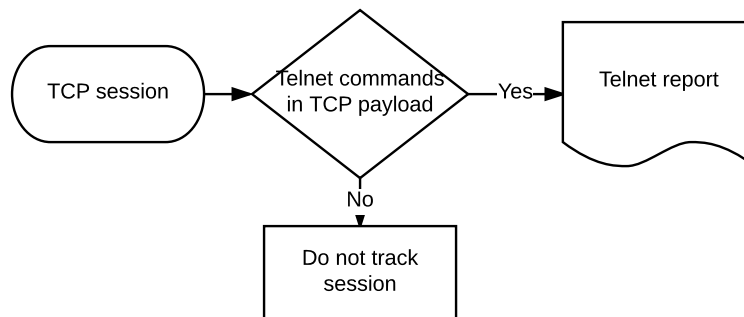 TCP session
Telnet commands
in TCP payload
Yes
Telnet report
No
Do not track
session